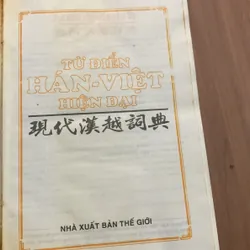 TỪ ĐIỂN
HÁN-VIỆT
HIỆN ĐẠI
現代漢越詞典
NHÀ XUẤT BẢN THẾ GIỚI